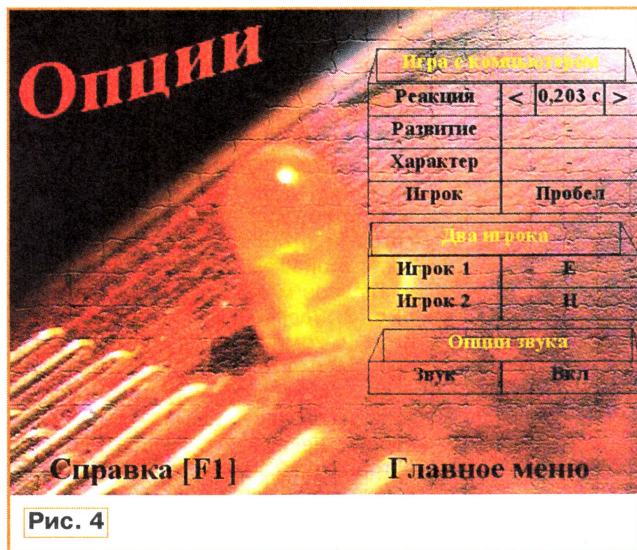 Опции
Игра с компьютером
Реакция < 0,203 с >
Развитие -
Характер -
Игрок Пробел
Два игрока
Игрок 1 Е
Игрок 2 Н
Опции звука
Звук Вкл
Справка [F1] Главное меню
Рис. 4